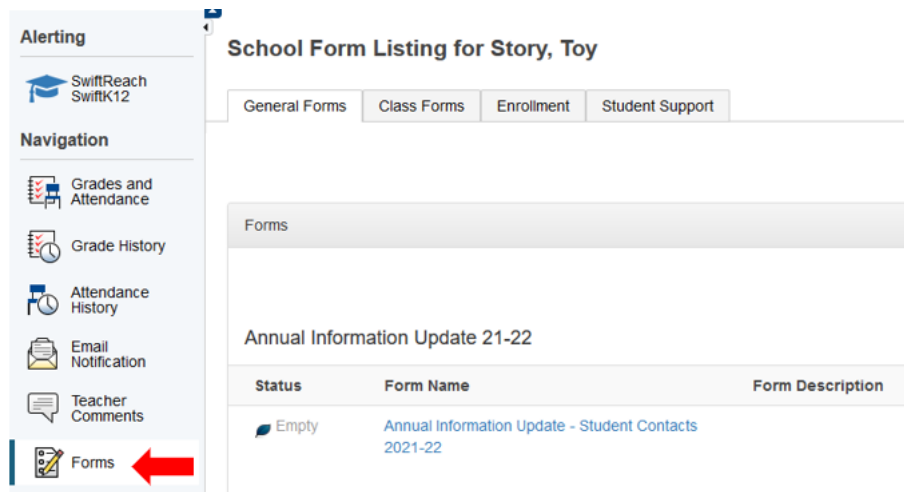 Alerting
SwiftReach
SwiftK12
Navigation
Grades and
Attendance
Grade History
Attendance
History
Email
Notification
Teacher
Comments
Forms
School Form Listing for Story, Toy
General Forms Class Forms Enrollment Student Support
Forms
Annual Information Update 21-22
Status Form Name Form Description
Empty Annual Information Update - Student Contacts
2021-22